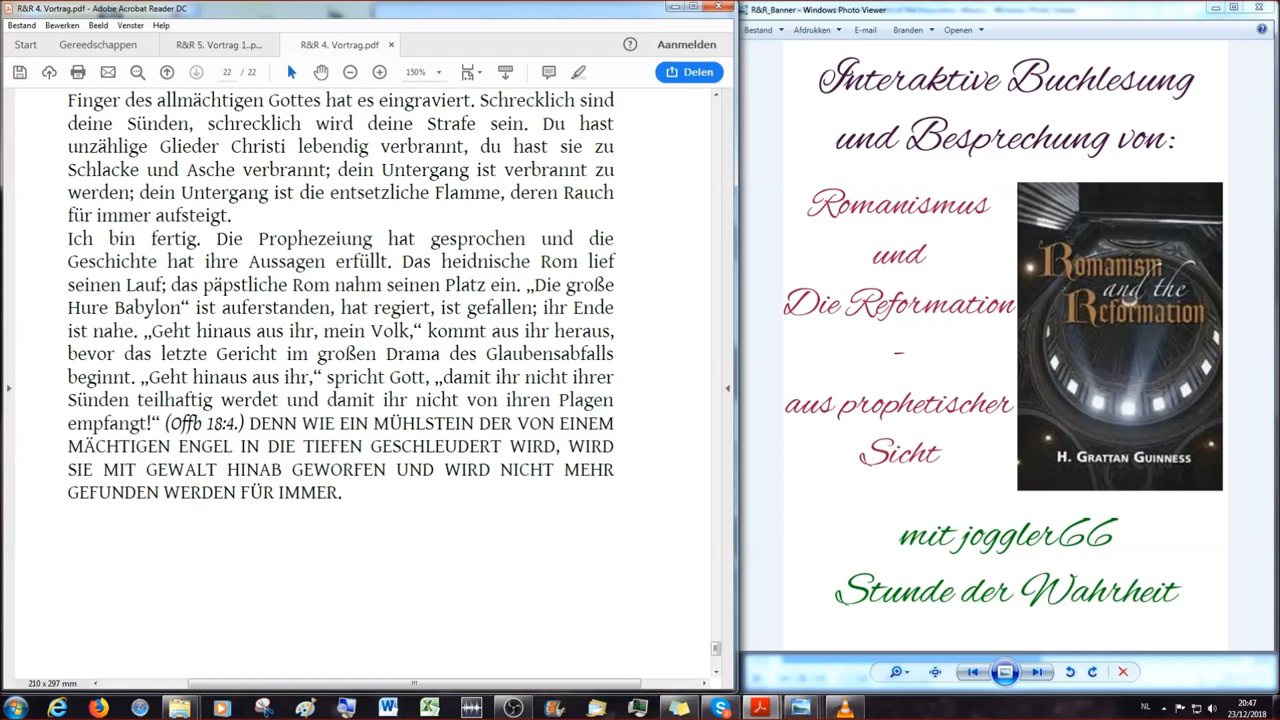 R&R 4. Vortrag.pdf - Adobe Acrobat Reader DC
Bestand Bewerken Beeld Venster Help
Start Gereedschappen R&R 5. Vortrag 1..p... R&R 4. Vortrag.pdf × Aanmelden
22 / 22 150% Delen
Finger des allmächtigen Gottes hat es eingraviert. Schrecklich sind
deine Sünden, schrecklich wird deine Strafe sein. Du hast
unzählige Glieder Christi lebendig verbrannt, du hast sie zu
Schlacke und Asche verbrannt; dein Untergang ist verbrannt zu
werden; dein Untergang ist die entsetzliche Flamme, deren Rauch
für immer aufsteigt.
Ich bin fertig. Die Prophezeiung hat gesprochen und die
Geschichte hat ihre Aussagen erfüllt. Das heidnische Rom lief
seinen Lauf; das päpstliche Rom nahm seinen Platz ein. „Die große
Hure Babylon“ ist auferstanden, hat regiert, ist gefallen; ihr Ende
ist nahe. „Geht hinaus aus ihr, mein Volk,“ kommt aus ihr heraus,
bevor das letzte Gericht im großen Drama des Glaubensabfalls
beginnt. „Geht hinaus aus ihr,“ spricht Gott, „damit ihr nicht ihrer
Sünden teilhaftig werdet und damit ihr nicht von ihren Plagen
empfangt!“ (Offb 18:4.) DENN WIE EIN MÜHLSTEIN DER VON EINEM
MÄCHTIGEN ENGEL IN DIE TIEFEN GESCHLEUDERT WIRD, WIRD
SIE MIT GEWALT HINAB GEWORFEN UND WIRD NICHT MEHR
GEFUNDEN WERDEN FÜR IMMER.
210 x 297 mm
R&R_Banner - Windows Photo Viewer
Bestand Afdrukken E-mail Branden Openen
Interaktive Buchlesung
und Besprechung von:
Romanismus
und
Die Reformation
-
aus prophetischer
Sicht
Romanism
and the
Reformation
H. GRATTAN GUINNESS
mit joggler66
Stunde der Wahrheit
NL 20:47
23/12/2018